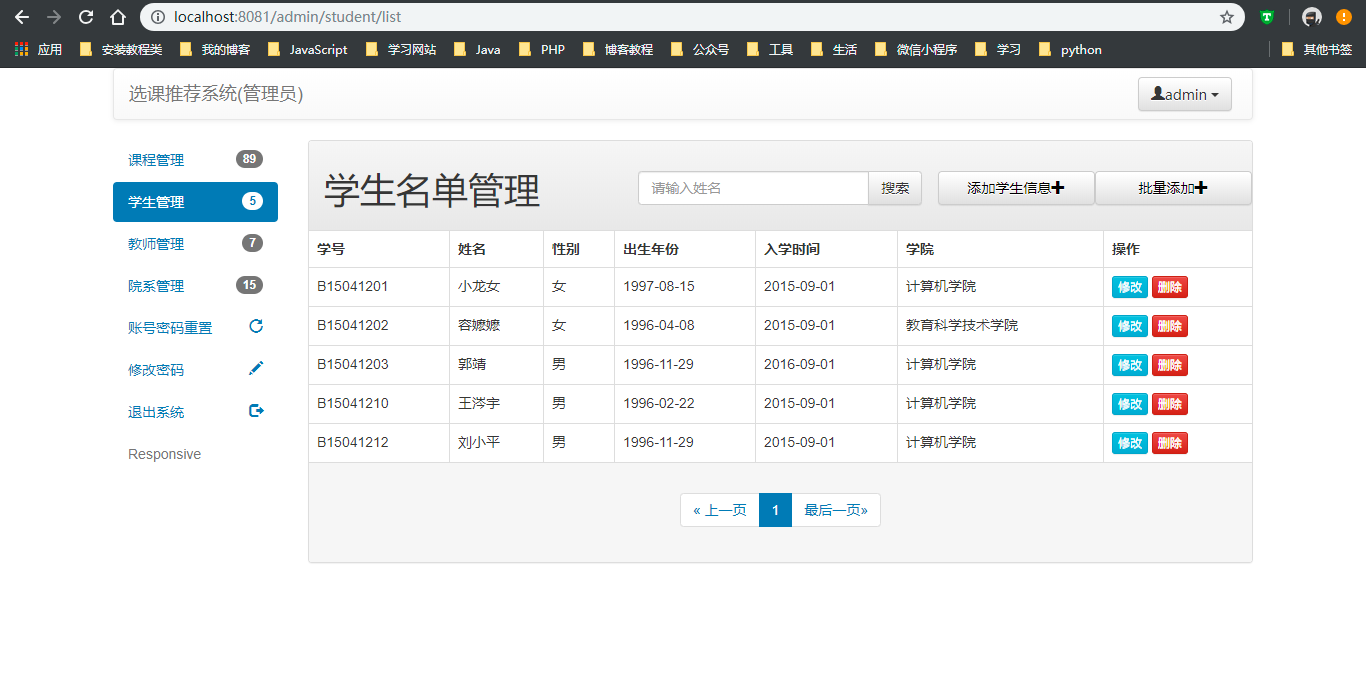 localhost:8081/admin/student/list
应用 安装教程类 我的博客 JavaScript 学习网站 Java PHP 博客教程 公众号 工具 生活 微信小程序 学习 python 其他书签
选课推荐系统(管理员) admin
课程管理 89
学生管理 5
教师管理 7
院系管理 15
账号密码重置
修改密码
退出系统
Responsive
学生名单管理 请输入姓名 搜索 添加学生信息 批量添加
学号 姓名 性别 出生年份 入学时间 学院 操作
B15041201 小龙女 女 1997-08-15 2015-09-01 计算机学院 修改 删除
B15041202 容嬷嬷 女 1996-04-08 2015-09-01 教育科学技术学院 修改 删除
B15041203 郭靖 男 1996-11-29 2016-09-01 计算机学院 修改 删除
B15041210 王涔宇 男 1996-02-22 2015-09-01 计算机学院 修改 删除
B15041212 刘小平 男 1996-11-29 2015-09-01 计算机学院 修改 删除
« 上一页 1 最后一页»